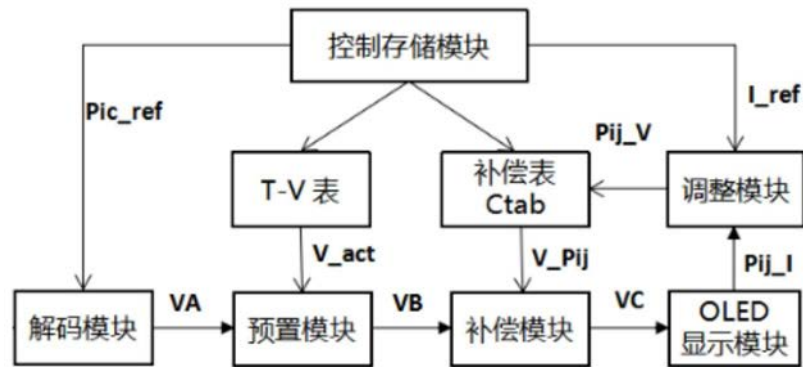 控制存储模块
Pic_ref
I_ref
Pij_V
T-V 表
补偿表
Ctab
调整模块
V_act
V_Pij
Pij_I
解码模块
VA
预置模块
VB
补偿模块
VC
OLED
显示模块